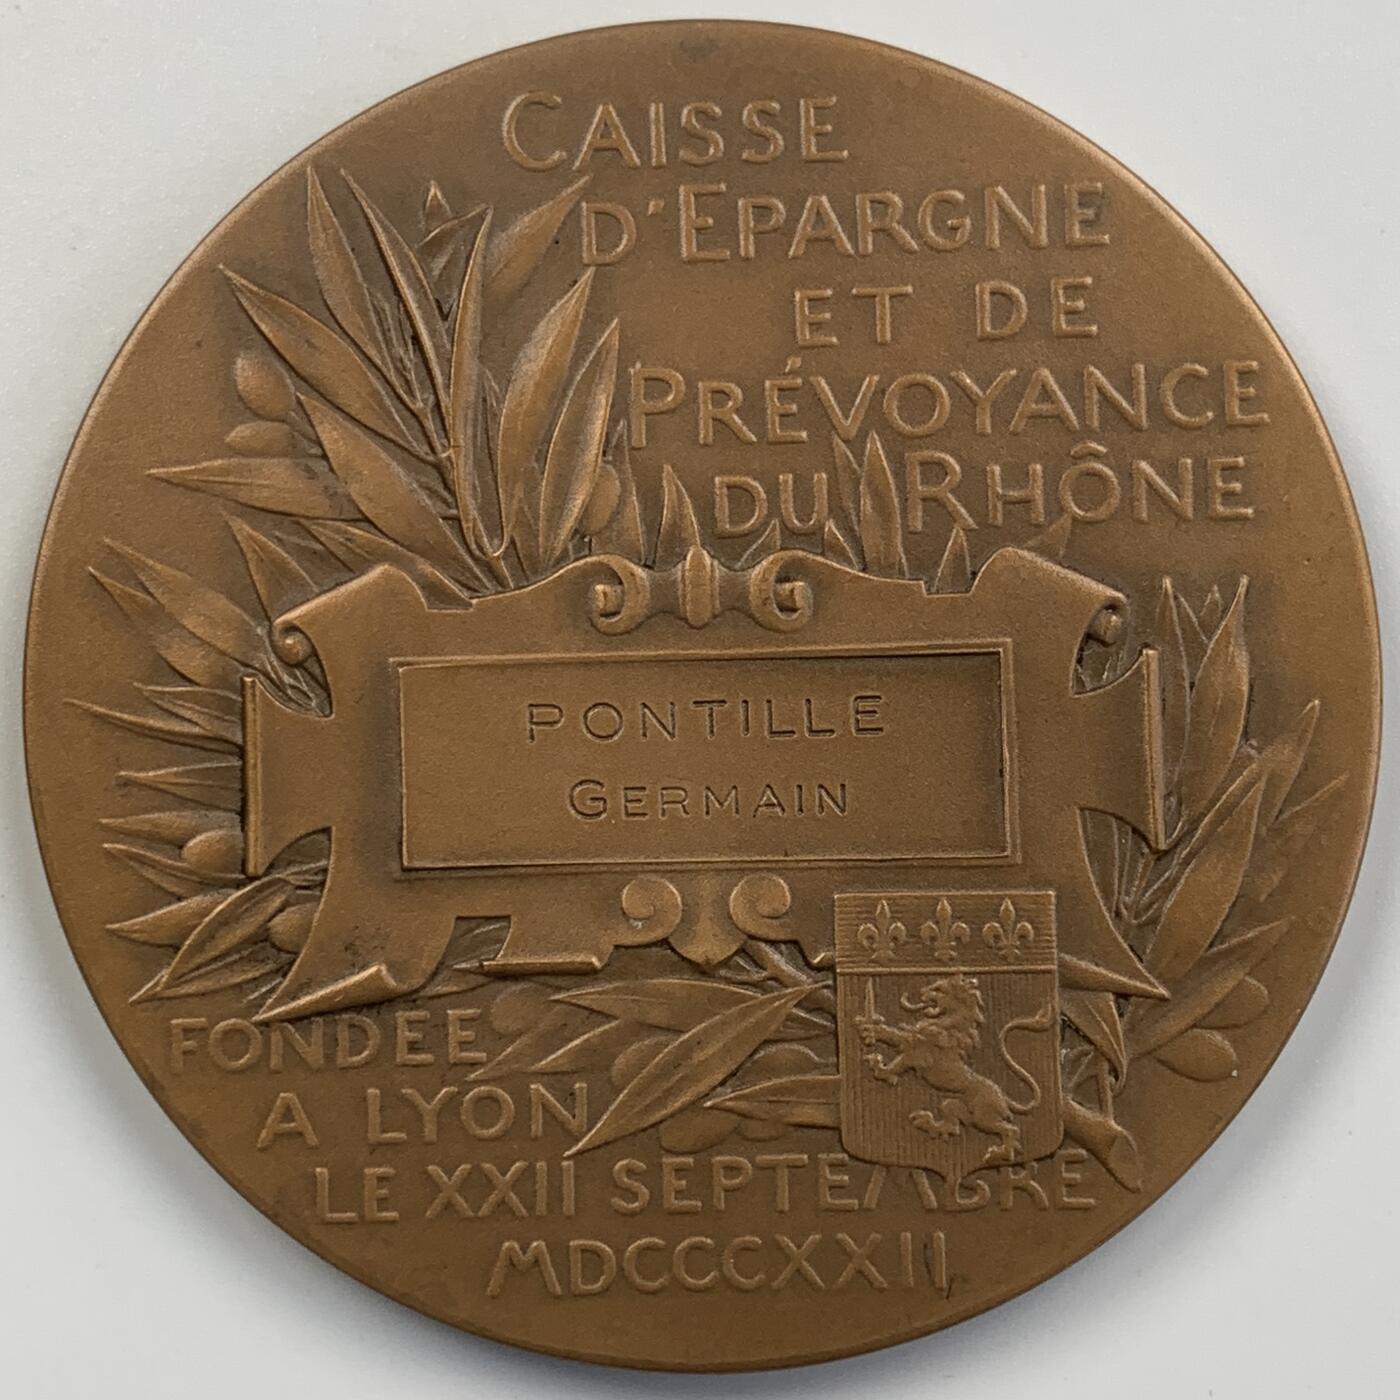 CAISSE
D'EPARGNE
ET DE
PRÉVOYANCE
DU RHÔNE
PONTILLE
GERMAIN
FONDEE
A LYON
LE XXII SEPTEMBRE
MDCCCXXII